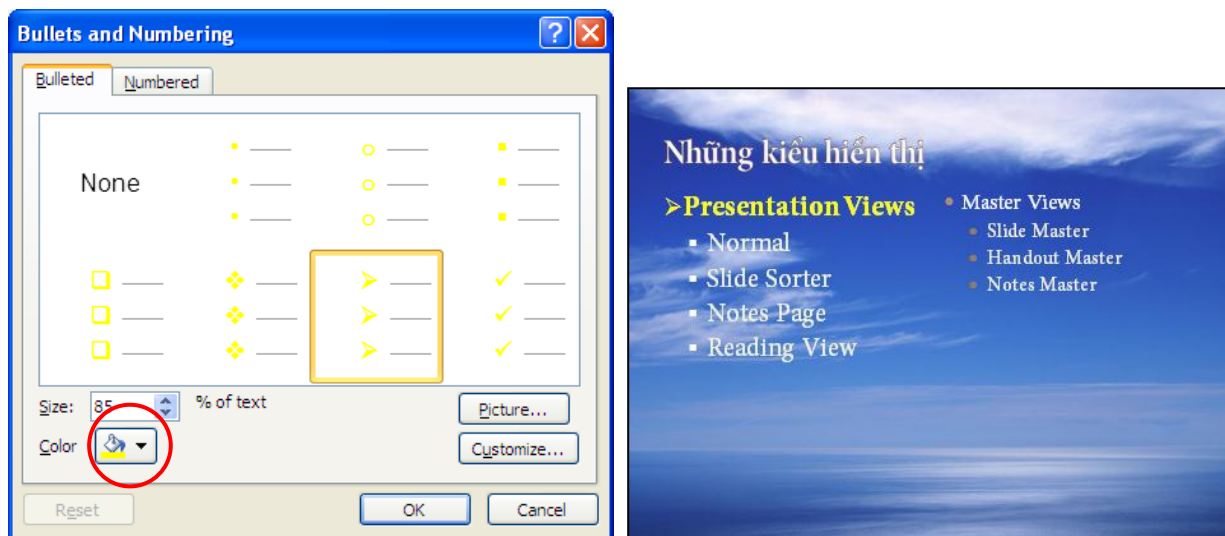 Bullets and Numbering
Bulleted
Numbered
None
Size:
85
% of text
Picture...
Color
Customize...
Reset
OK
Cancel
Những kiểu hiển thị
➢Presentation Views
▪ Normal
▪ Slide Sorter
▪ Notes Page
▪ Reading View
• Master Views
• Slide Master
• Handout Master
• Notes Master